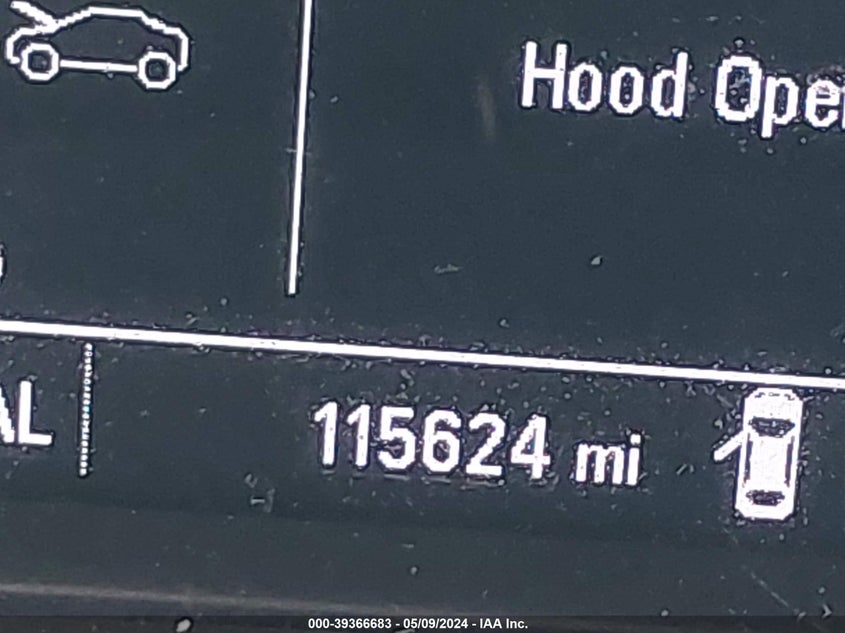 Hood Ope
AL
115624 mi
000-39366683 - 05/09/2024 - IAA Inc.